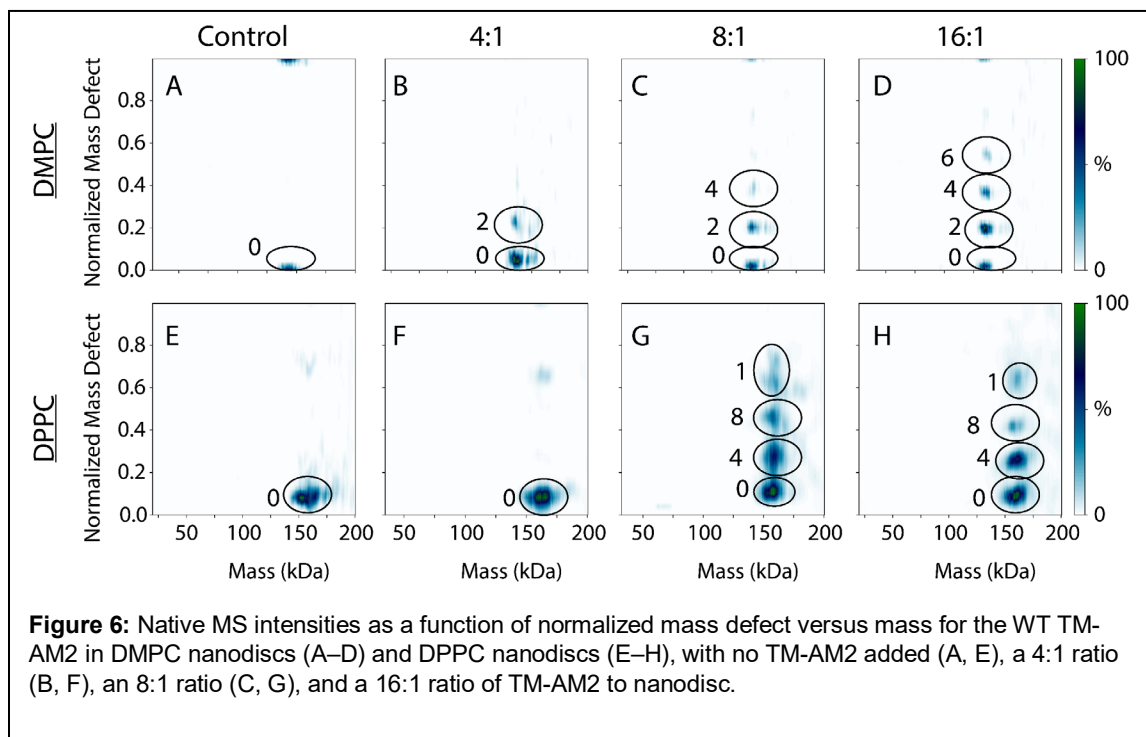 Control 4:1 8:1 16:1
DMPC
Normalized Mass Defect
0.8
0.6
0.4
0.2
0.0
A
0
B
2
0
C
4
2
0
D
6
4
2
0
100
%
0
DPPC
Normalized Mass Defect
0.8
0.6
0.4
0.2
0.0
E
0
F
0
G
1
8
4
0
H
1
8
4
0
100
%
0
50 100 150 200 50 100 150 200 50 100 150 200 50 100 150 200
Mass (kDa) Mass (kDa) Mass (kDa) Mass (kDa)
Figure 6: Native MS intensities as a function of normalized mass defect versus mass for the WT TM-
AM2 in DMPC nanodiscs (A–D) and DPPC nanodiscs (E–H), with no TM-AM2 added (A, E), a 4:1 ratio
(B, F), an 8:1 ratio (C, G), and a 16:1 ratio of TM-AM2 to nanodisc.